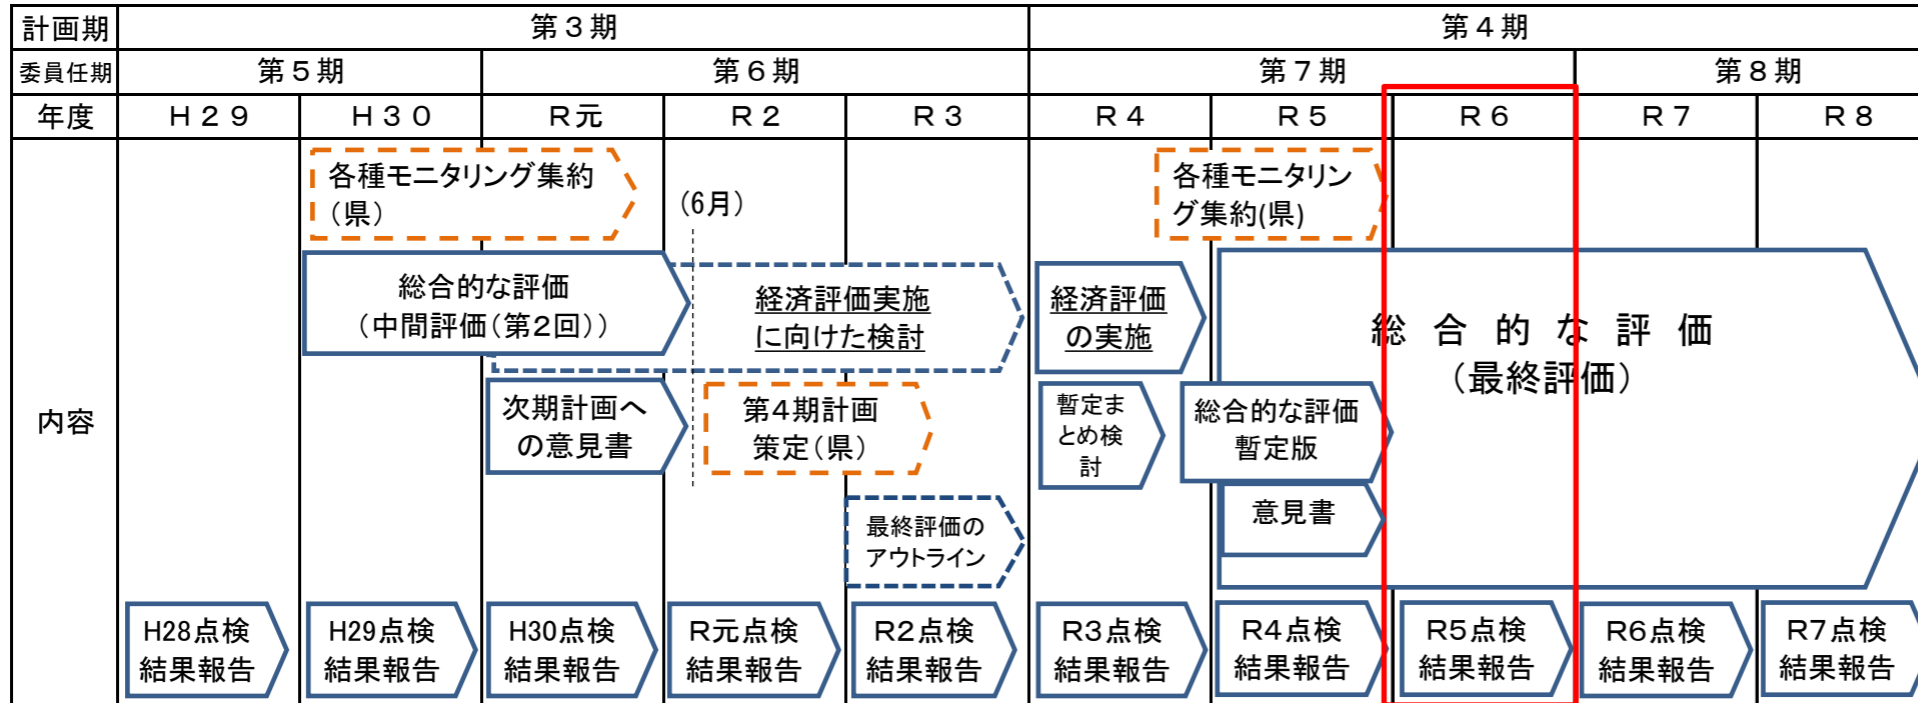 計画期 第３期 第４期
委員任期 第５期 第６期 第７期 第８期
年度 Ｈ２９ Ｈ３０ Ｒ元 Ｒ２ Ｒ３ Ｒ４ Ｒ５ Ｒ６ Ｒ７ Ｒ８
内容
各種モニタリング集約
（県）
（6月）
各種モニタリン
グ集約(県)
総合的な評価
（中間評価（第２回））
経済評価実施
に向けた検討
経済評価
の実施
総合的な評価
（最終評価）
次期計画へ
の意見書
第４期計画
策定（県）
暫定ま
とめ検
討
総合的な評価
暫定版
意見書
最終評価の
アウトライン
H28点検
結果報告
H29点検
結果報告
H30点検
結果報告
R元点検
結果報告
R２点検
結果報告
R３点検
結果報告
R４点検
結果報告
R５点検
結果報告
R６点検
結果報告
R７点検
結果報告